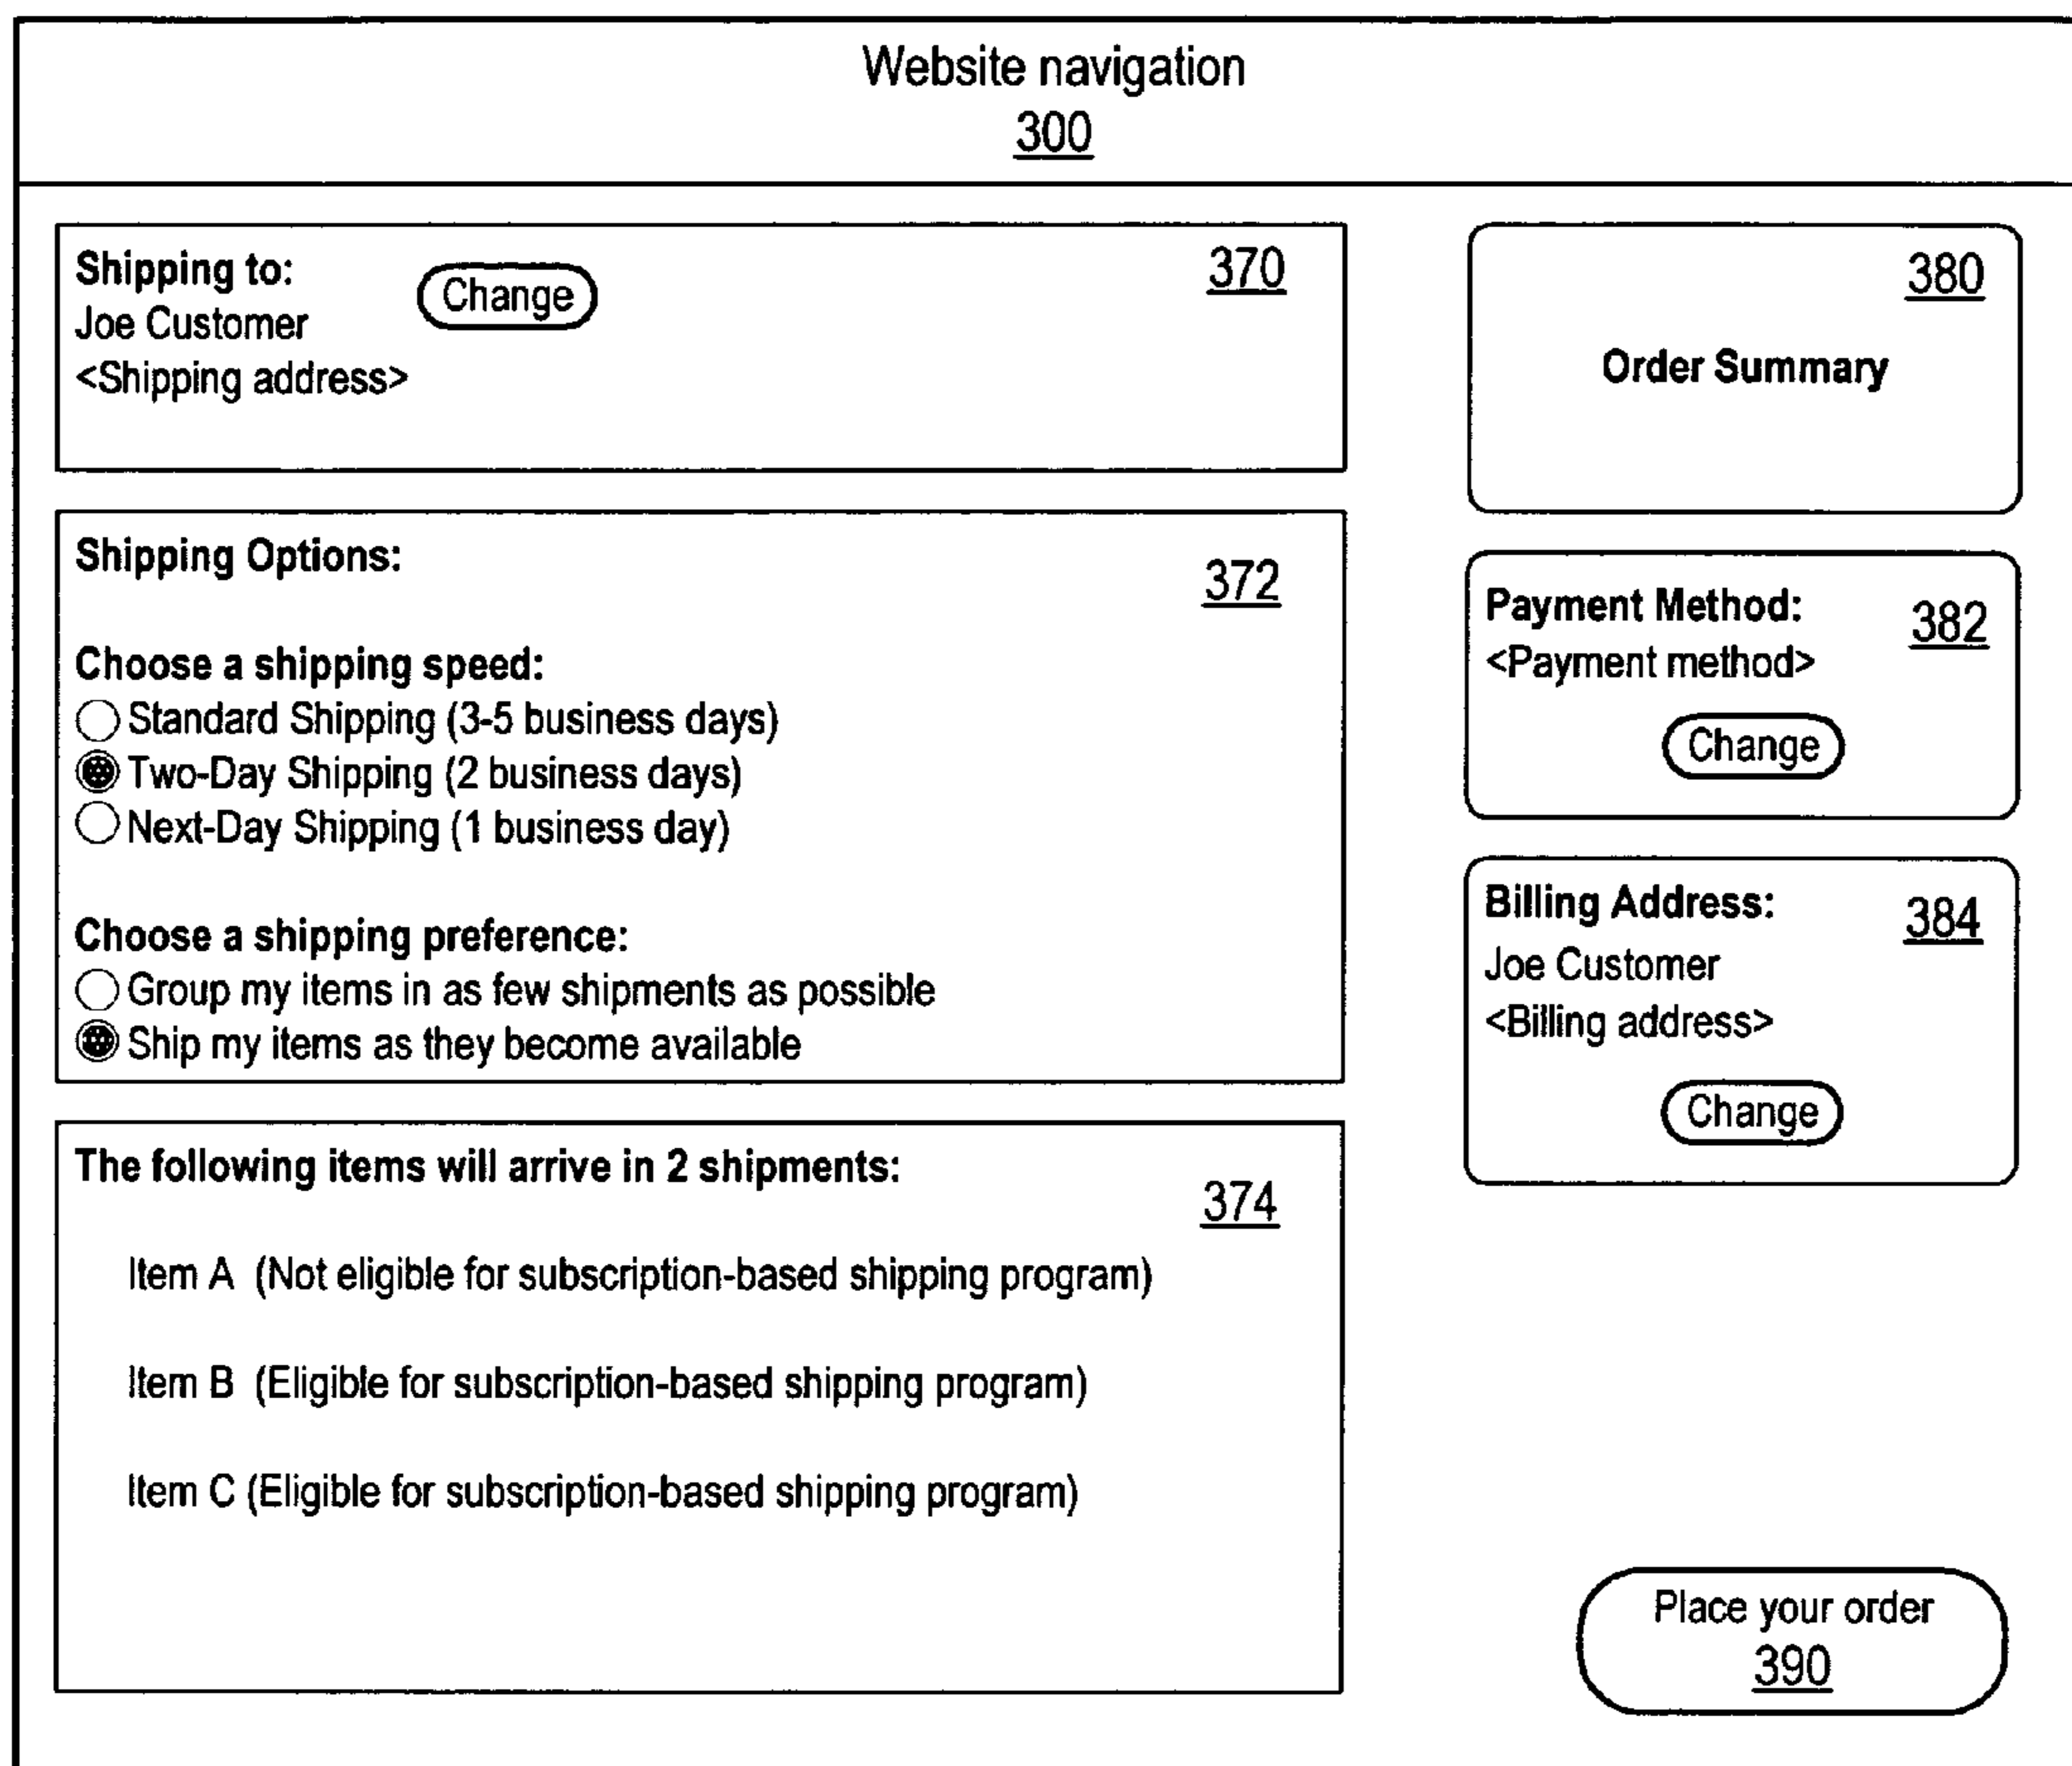 Website navigation
300
Shipping to:
Change
370
Joe Customer
<Shipping address>
Shipping Options:
372
Choose a shipping speed:
Standard Shipping (3-5 business days)
Two-Day Shipping (2 business days)
Next-Day Shipping (1 business day)
Choose a shipping preference:
Group my items in as few shipments as possible
Ship my items as they become available
The following items will arrive in 2 shipments:
374
Item A (Not eligible for subscription-based shipping program)
Item B (Eligible for subscription-based shipping program)
Item C (Eligible for subscription-based shipping program)
380
Order Summary
Payment Method:
382
<Payment method>
Change
Billing Address:
384
Joe Customer
<Billing address>
Change
Place your order
390